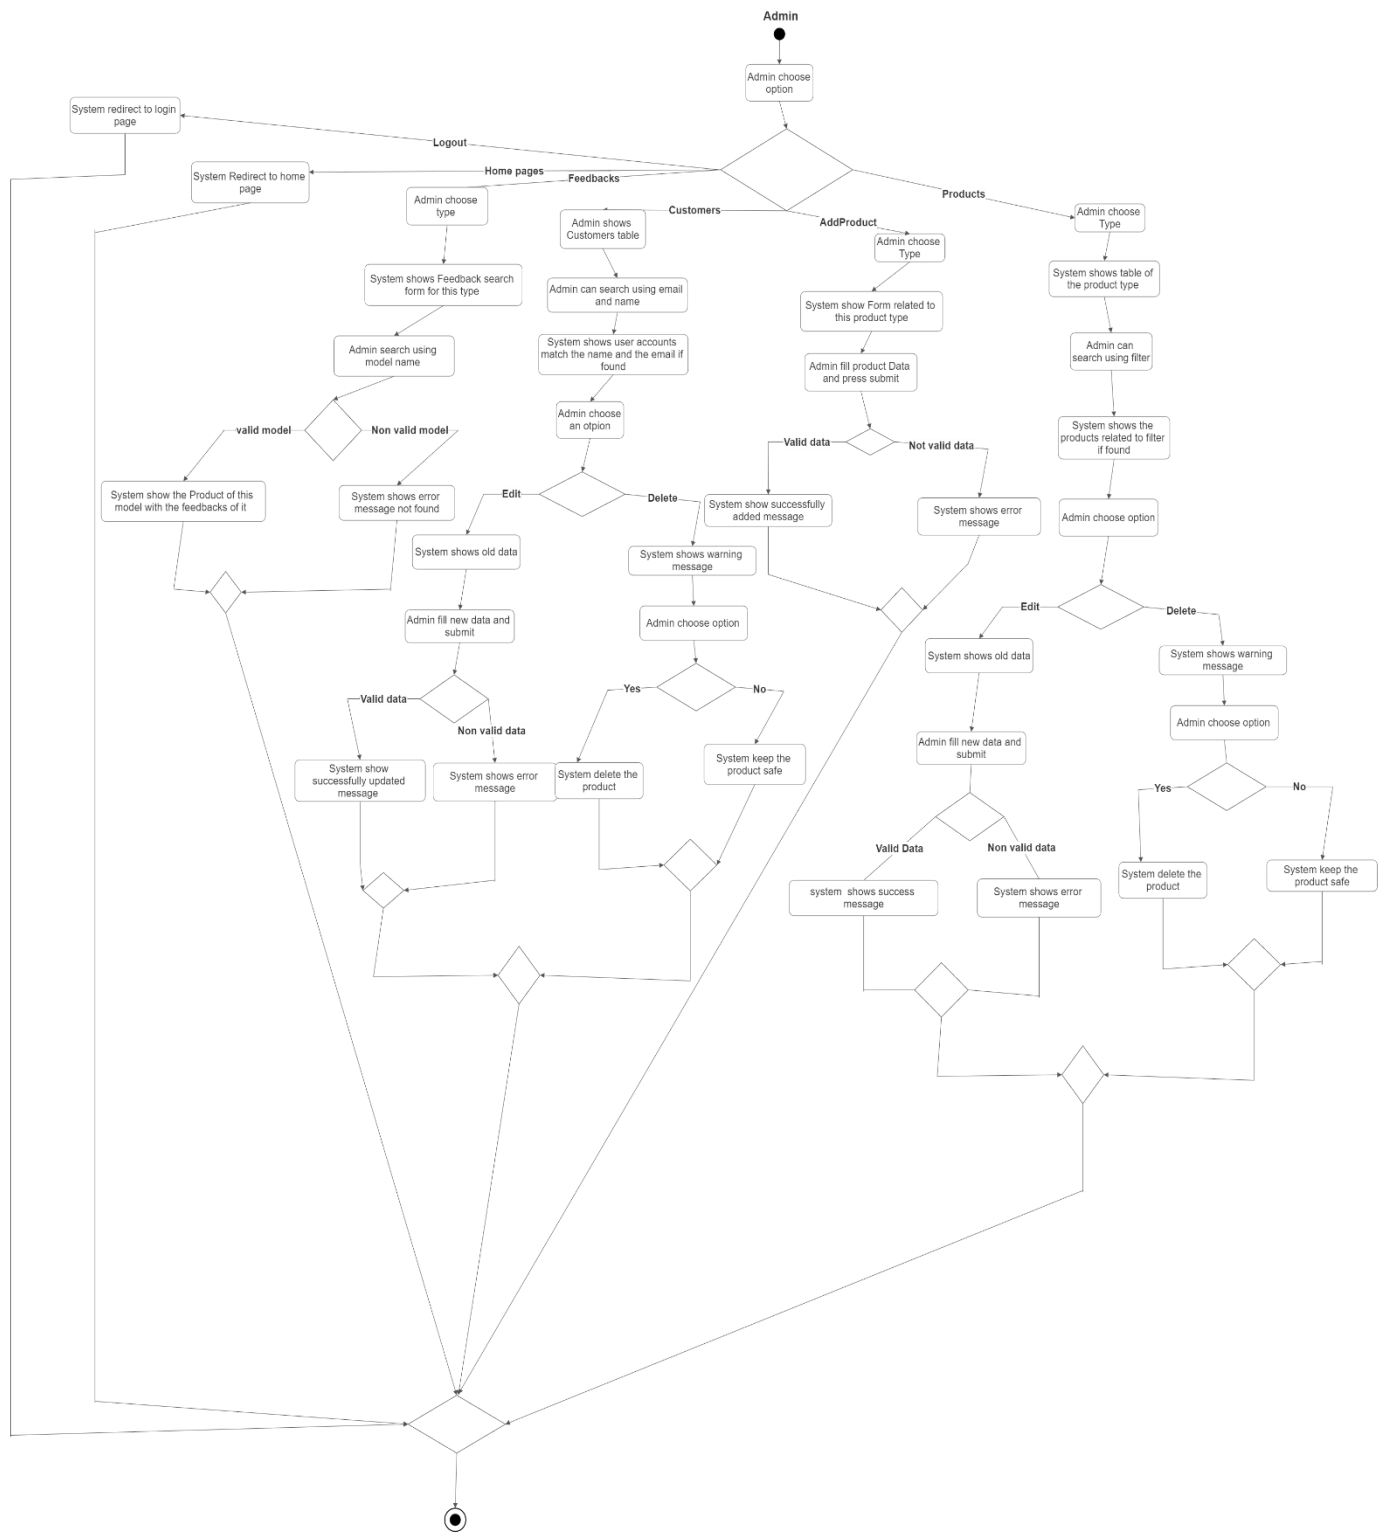 Admin
Admin choose
option
System redirect to login
page
Logout
Home pages
Feedbacks
Customers
AddProduct
Products
System Redirect to home
page
Admin choose
type
System shows Feedback search
form for this type
Admin search using
model name
valid model
Non valid model
System show the Product of this
model with the feedbacks of it
System shows error
message not found
Admin shows
Customers table
Admin can search using email
and name
System shows user accounts
match the name and the email if
found
Admin choose
an otpion
Edit
Delete
System shows old data
Admin fill new data and
submit
Valid data
Non valid data
System show
successfully updated
message
System shows error
message
System shows warning
message
Admin choose option
Yes
No
System delete the
product
System keep the
product safe
Admin choose
Type
System show Form related to
this product type
Admin fill product Data
and press submit
Valid data
Not valid data
System show successfully
added message
System shows error
message
Admin choose
Type
System shows table of
the product type
Admin can
search using filter
System shows the
products related to filter
if found
Admin choose option
Edit
Delete
System shows old data
Admin fill new data and
submit
Valid Data
Non valid data
system shows success
message
System shows error
message
System shows warning
message
Admin choose option
Yes
No
System delete the
product
System keep the
product safe